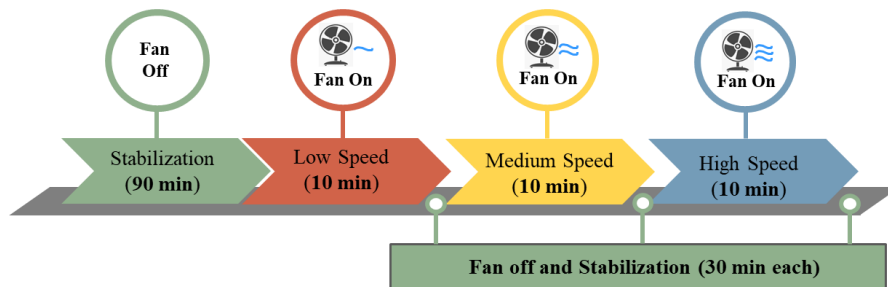 Fan
Off
Fan On
Fan On
Fan On
Stabilization
(90 min)
Low Speed
(10 min)
Medium Speed
(10 min)
High Speed
(10 min)
Fan off and Stabilization (30 min each)